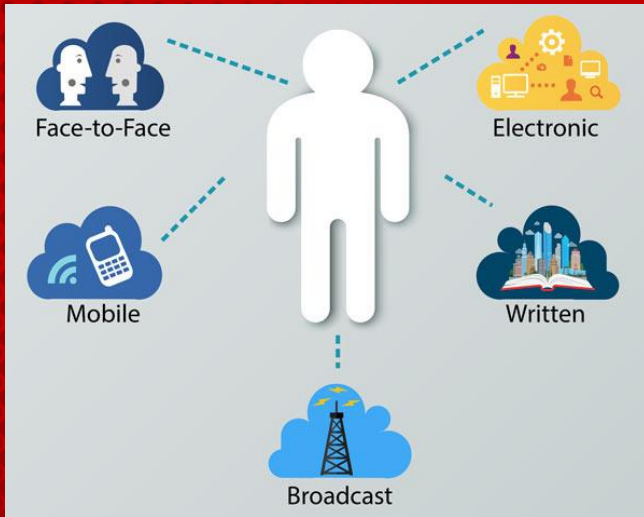 Face-to-Face
Electronic
Mobile
Written
Broadcast